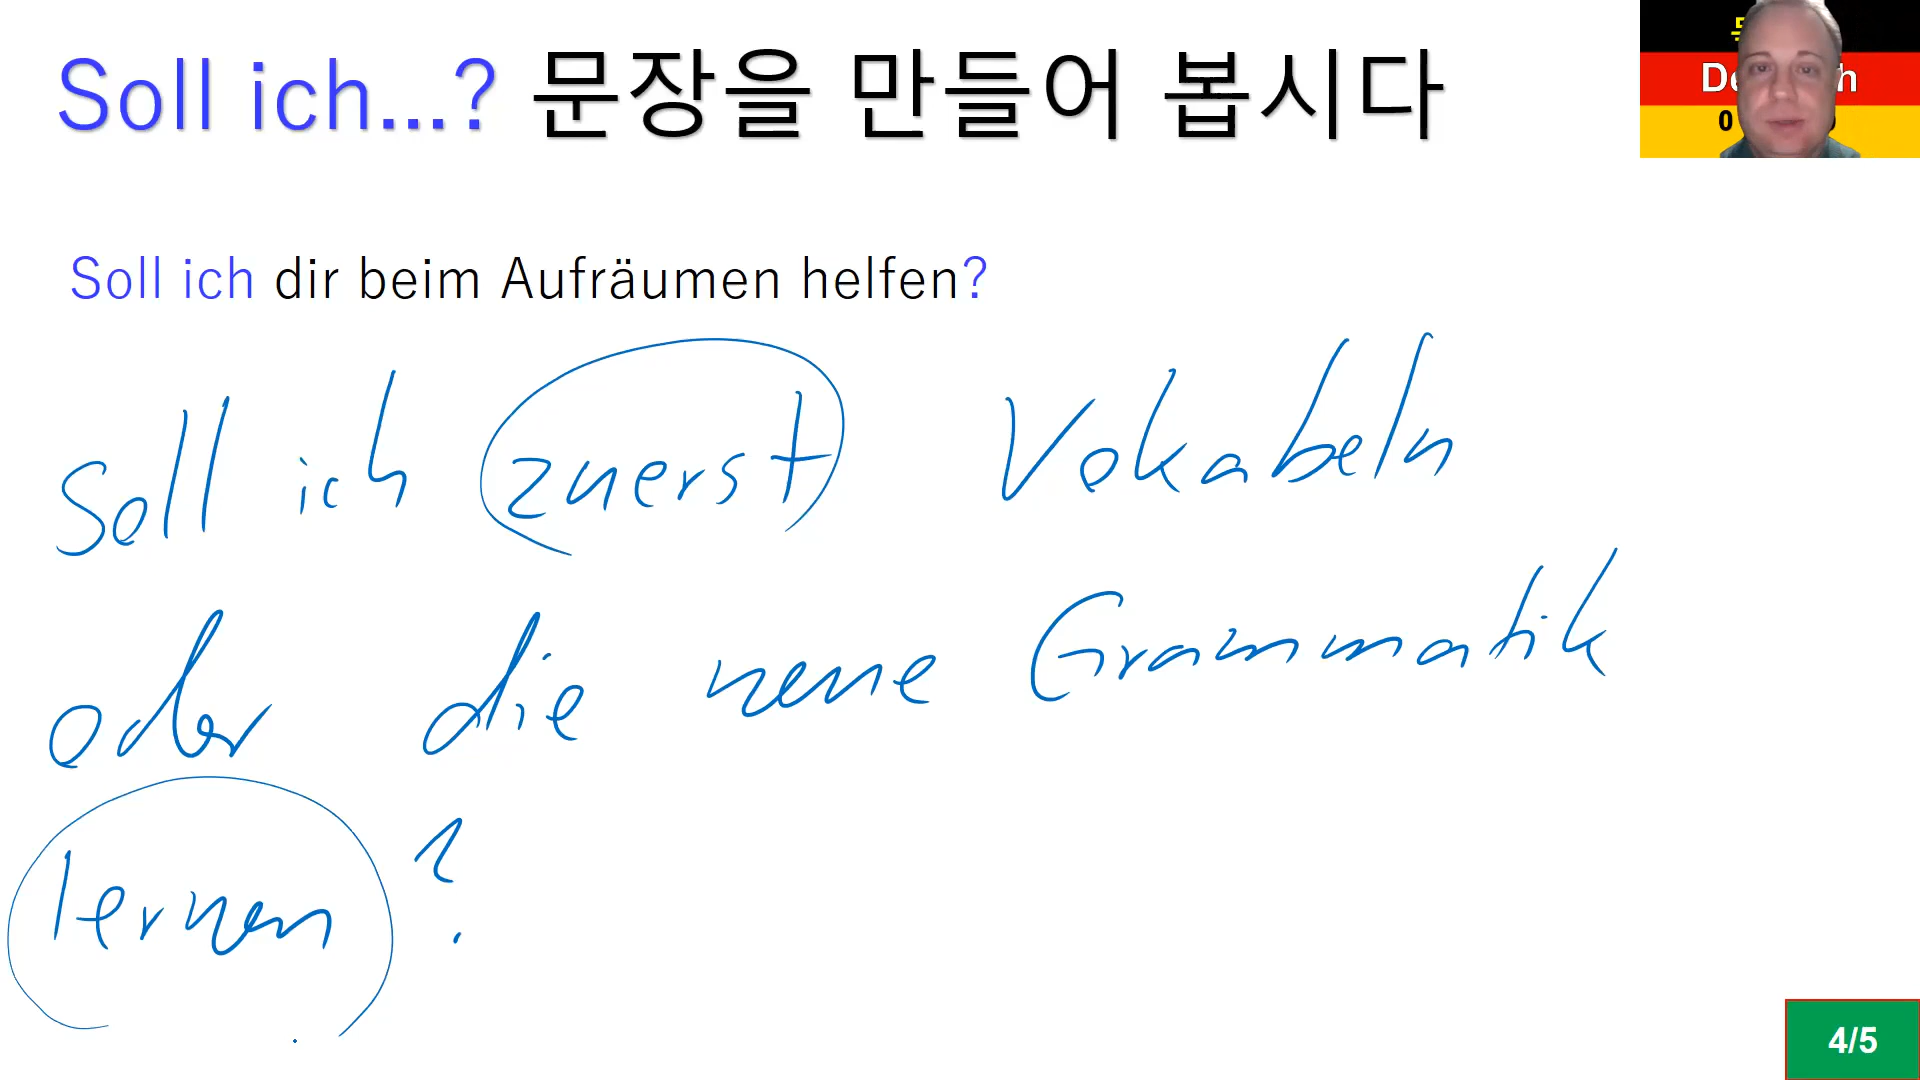 Soll ich...? 문장을 만들어 봅시다
Soll ich dir beim Aufräumen helfen?
Soll ich zuerst Vokabeln
oder die neue Grammatik
lernen?
4/5